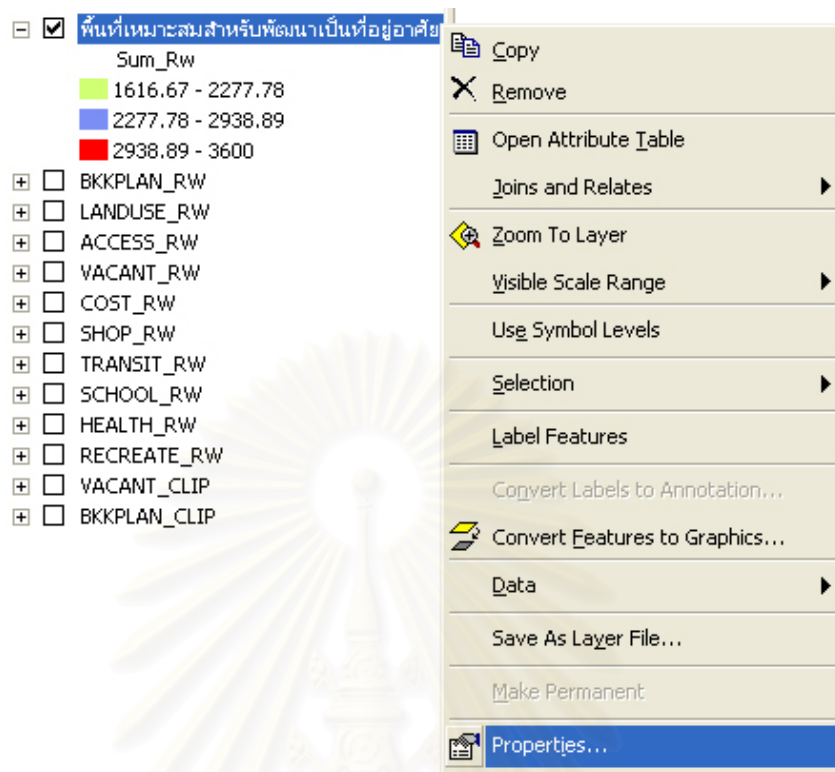 พื้นที่เหมาะสมสำหรับพัฒนาเป็นที่อยู่อาศัย
Sum_Rw
1616.67 - 2277.78
2277.78 - 2938.89
2938.89 - 3600
BKKPLAN_RW
LANDUSE_RW
ACCESS_RW
VACANT_RW
COST_RW
SHOP_RW
TRANSIT_RW
SCHOOL_RW
HEALTH_RW
RECREATE_RW
VACANT_CLIP
BKKPLAN_CLIP
Copy
Remove
Open Attribute Table
Joins and Relates
Zoom To Layer
Visible Scale Range
Use Symbol Levels
Selection
Label Features
Convert Labels to Annotation...
Convert Features to Graphics...
Data
Save As Layer File...
Make Permanent
Properties...